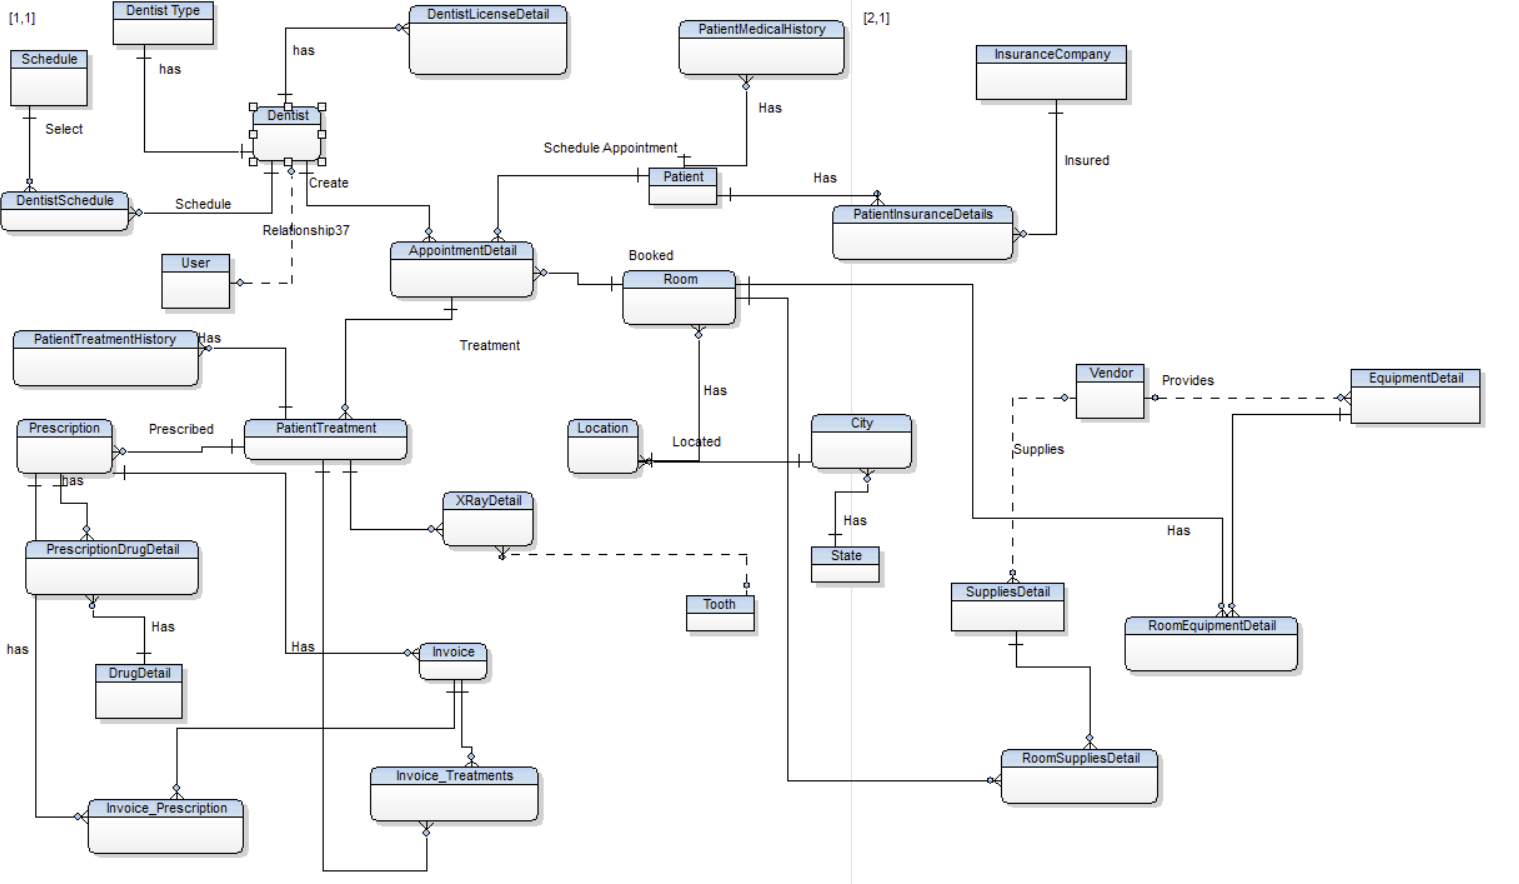 [1,1]
Dentist Type
DentistLicenseDetail
[2,1]
PatientMedicalHistory
has
InsuranceCompany
Schedule
has
Has
Dentist
Select
Schedule Appointment
Insured
Patient
Has
Create
DentistSchedule
Schedule
PatientInsuranceDetails
Relationship37
AppointmentDetail
Booked
User
Room
PatientTreatmentHistory
Has
Treatment
Vendor
Provides
EquipmentDetail
Has
Prescription
Prescribed
PatientTreatment
Location
City
Located
Supplies
has
XRayDetail
Has
Has
PrescriptionDrugDetail
State
SuppliesDetail
Tooth
Has
RoomEquipmentDetail
has
Has
Invoice
DrugDetail
RoomSuppliesDetail
Invoice_Treatments
Invoice_Prescription